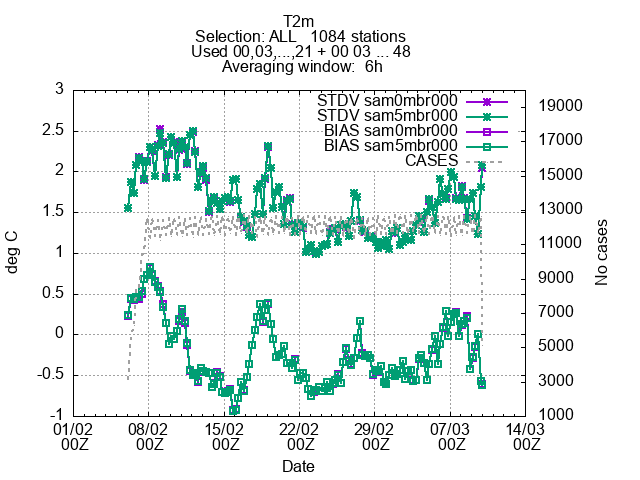 T2m
Selection: ALL   1084 stations
Used 00,03,...,21 + 00 03 ... 48
Averaging window:  6h
STDV sam0mbr000
STDV sam5mbr000
BIAS sam0mbr000
BIAS sam5mbr000
CASES
deg C
3
2.5
2
1.5
1
0.5
0
-0.5
-1
No cases
19000
17000
15000
13000
11000
9000
7000
5000
3000
1000
01/02 08/02 15/02 22/02 29/02 07/03 14/03
00Z 00Z 00Z 00Z 00Z 00Z 00Z
Date